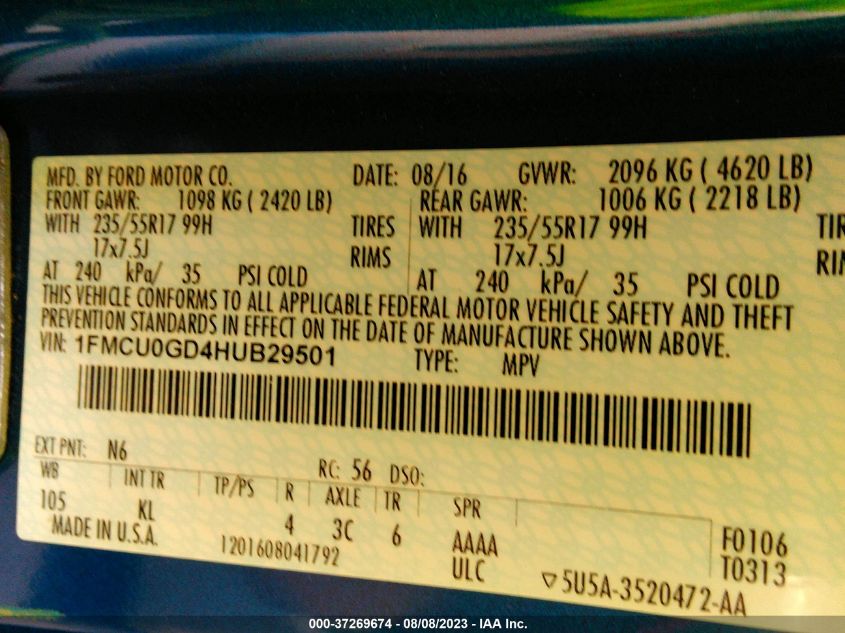 MFD. BY FORD MOTOR CO. DATE: 08/16 GVWR: 2096 KG ( 4620 LB)
FRONT GAWR: 1098 KG ( 2420 LB) REAR GAWR: 1006 KG ( 2218 LB)
WITH 235/55R17 99H TIRES WITH 235/55R17 99H
17x7.5J RIMS 17x7.5J
AT 240 kPa/ 35 PSI COLD AT 240 kPa/ 35 PSI COLD
THIS VEHICLE CONFORMS TO ALL APPLICABLE FEDERAL MOTOR VEHICLE SAFETY AND THEFT
PREVENTION STANDARDS IN EFFECT ON THE DATE OF MANUFACTURE SHOWN ABOVE.
VIN: 1FMCU0GD4HUB29501 TYPE: MPV
EXT PNT: N6 RC: 56 DSO:
WB INT TR TP/PS R AXLE TR SPR
105 KL 4 3C 6 AAAA F0106
MADE IN U.S.A. 1201608041792 ULC T0313
▽5U5A-3520472-AA
000-37269674 - 08/08/2023 - IAA Inc.